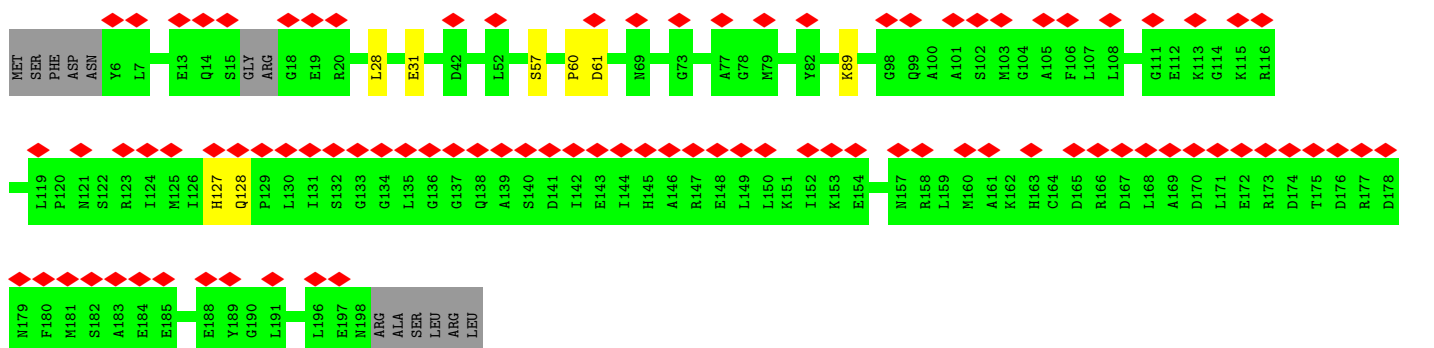 MET SER PHE ASP ASN Y6 L7 E13 Q14 S15 GLY ARG G18 E19 R20 L28 E31 D42 L52 S57 P60 D61 N69 G73 A77 G78 M79 Y82 K89 G98 Q99 A100 A101 S102 M103 G104 A105 F106 L107 L108 G111 E112 K113 G114 K115 R116
L119 P120 N121 S122 R123 I124 M125 I126 H127 Q128 P129 L130 I131 S132 G133 G134 L135 G136 G137 Q138 A139 S140 D141 I142 E143 I144 H145 A146 R147 E148 L149 L150 K151 I152 K153 E154 N157 R158 L159 M160 A161 K162 H163 C164 D165 R166 D167 L168 A169 D170 L171 E172 R173 D174 T175 D176 R177 D178
N179 F180 M181 S182 A183 E184 E185 E188 Y189 G190 L191 L196 E197 N198 ARG ALA SER LEU ARG LEU